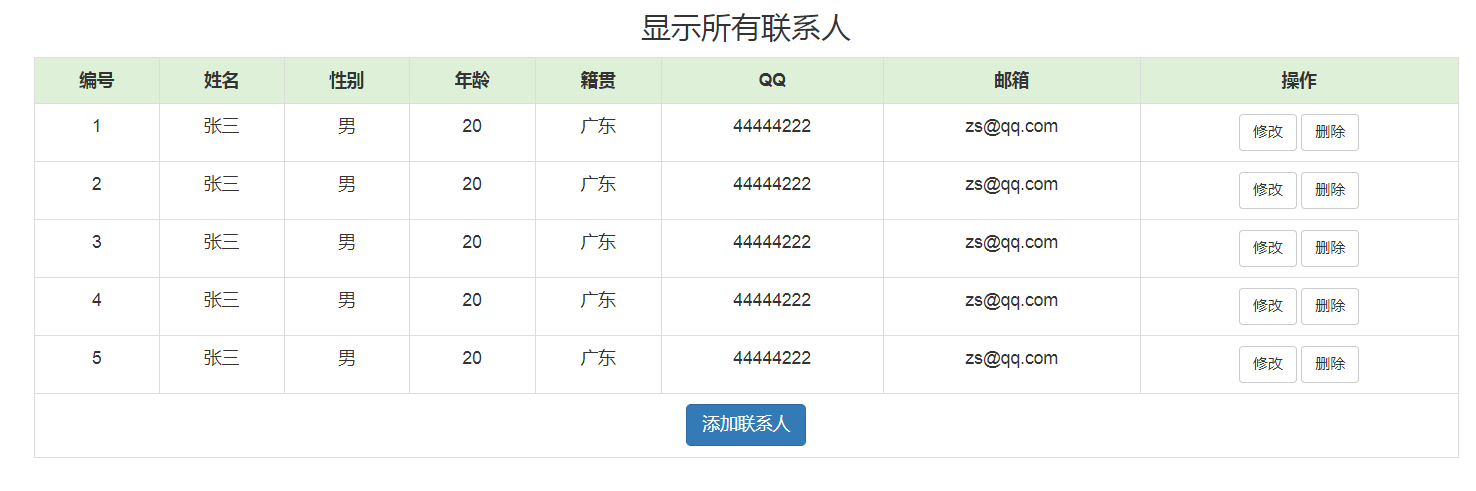 显示所有联系人
编号 姓名 性别 年龄 籍贯 QQ 邮箱 操作
1 张三 男 20 广东 44444222 zs@qq.com 修改 删除
2 张三 男 20 广东 44444222 zs@qq.com 修改 删除
3 张三 男 20 广东 44444222 zs@qq.com 修改 删除
4 张三 男 20 广东 44444222 zs@qq.com 修改 删除
5 张三 男 20 广东 44444222 zs@qq.com 修改 删除
添加联系人